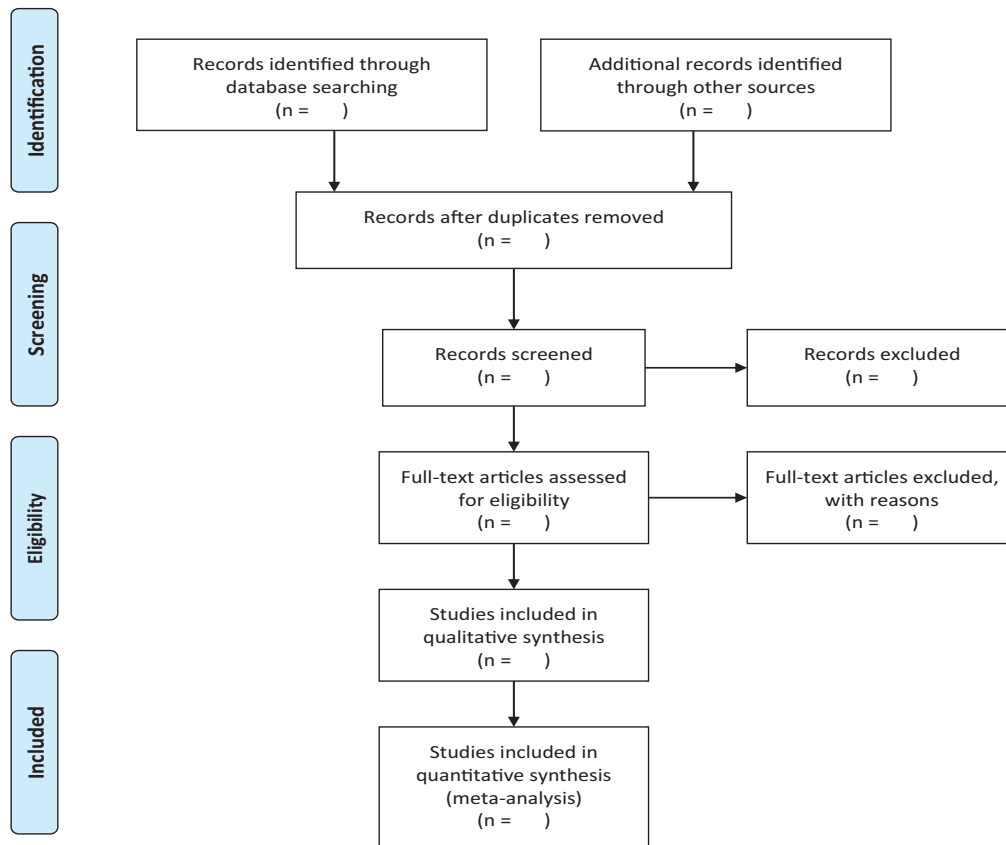 Identification
Records identified through
database searching
(n =      )
Additional records identified
through other sources
(n =      )
Records after duplicates removed
(n =      )
Screening
Records screened
(n =      )
Records excluded
(n =      )
Eligibility
Full-text articles assessed
for eligibility
(n =      )
Full-text articles excluded,
with reasons
(n =      )
Studies included in
qualitative synthesis
(n =      )
Included
Studies included in
quantitative synthesis
(meta-analysis)
(n =      )